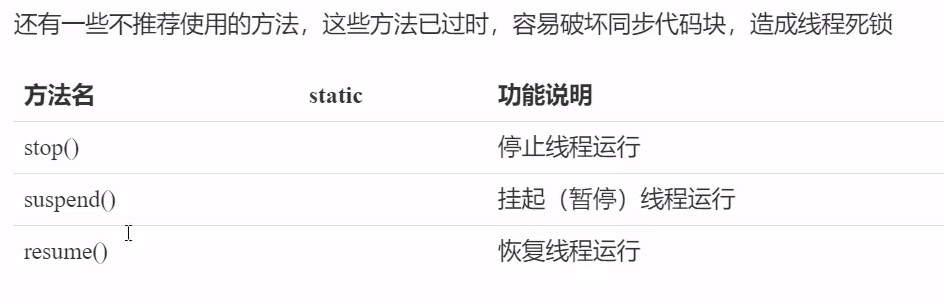 还有一些不推荐使用的方法，这些方法已过时，容易破坏同步代码块，造成线程死锁
方法名 static 功能说明
stop() 停止线程运行
suspend() 挂起（暂停）线程运行
resume() 恢复线程运行